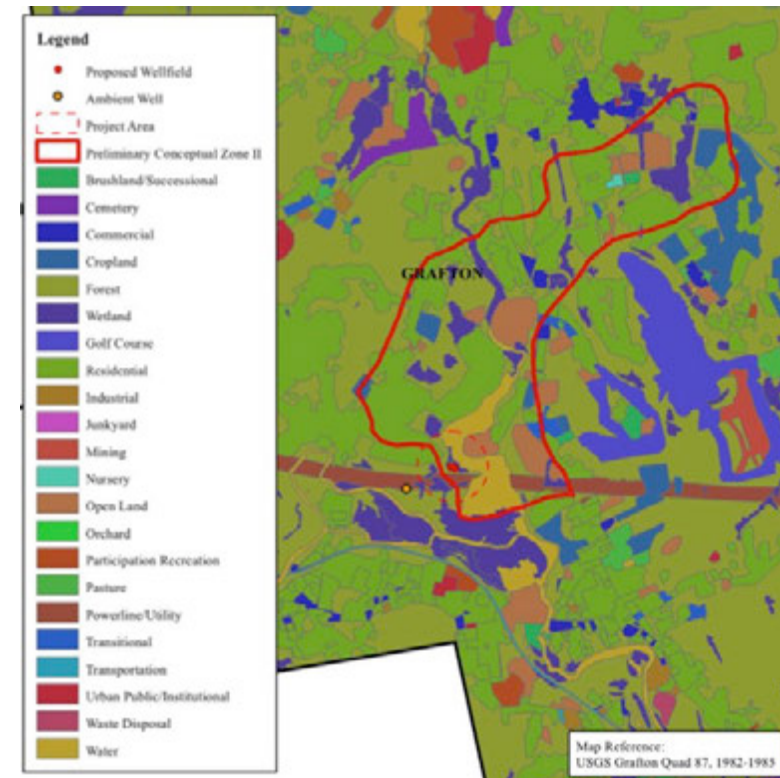 Legend
Proposed Wellfield
Ambient Well
Project Area
Preliminary Conceptual Zone II
Brushland/Successional
Cemetery
Commercial
Cropland
Forest
Wetland
Golf Course
Residential
Industrial
Junkyard
Mining
Nursery
Open Land
Orchard
Participation Recreation
Pasture
Powerline/Utility
Transitional
Transportation
Urban Public/Institutional
Waste Disposal
Water
GRAFTON
Map Reference:
USGS Grafton Quad 87, 1982-1985